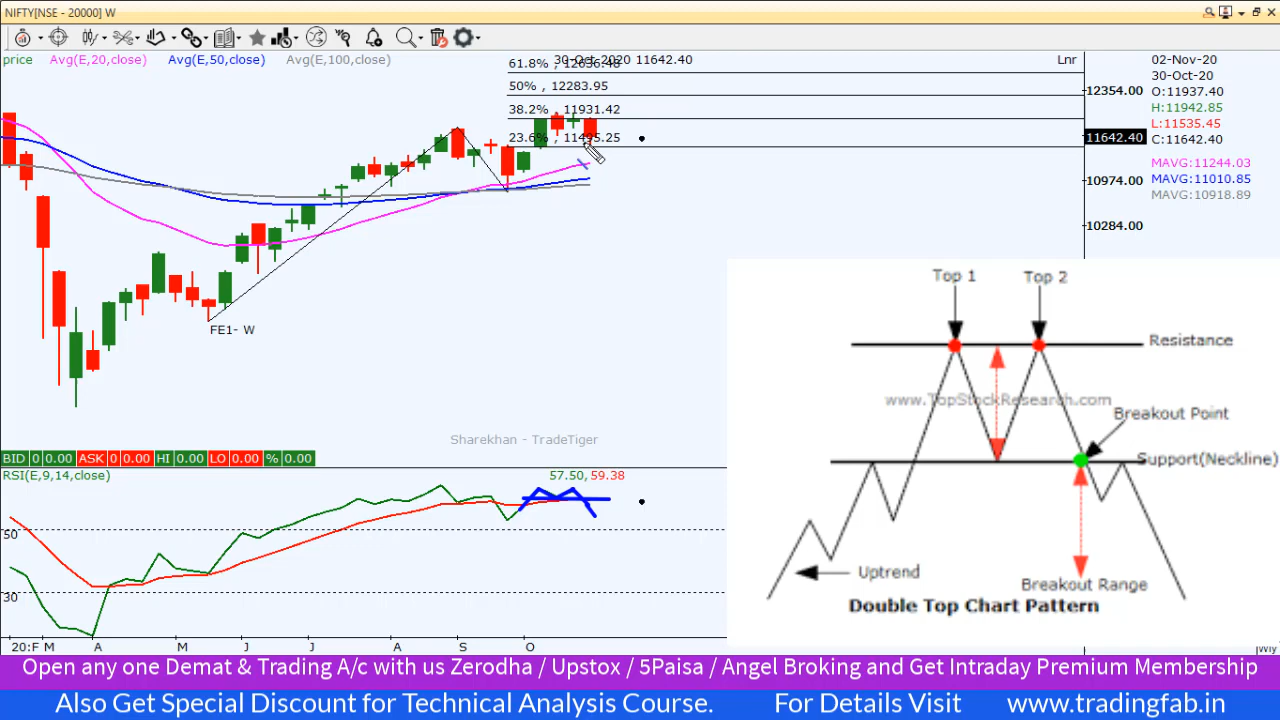 NIFTY[NSE - 20000] W
price Avg(E,20,close) Avg(E,50,close) Avg(E,100,close)
30-Oct-2020 11642.40
Lnr
02-Nov-20
30-Oct-20
O:11937.40
H:11942.85
L:11535.45
C:11642.40
MAVG:11244.03
MAVG:11010.85
MAVG:10918.89
61.8% ,
50% , 12283.95
38.2% , 11931.42
23.6% , 11495.25
12354.00
11642.40
10974.00
10284.00
FE1- W
Sharekhan - TradeTiger
BID 0 0.00 ASK 0 0.00 HI 0.00 LO 0.00 % 0.00
RSI(E,9,14,close)
57.50,59.38
50
30
20:F M A M J J A S O
Top 1 Top 2
Resistance
www.TopStockResearch.com
Breakout Point
Support(Neckline)
Uptrend
Breakout Range
Double Top Chart Pattern
Open any one Demat & Trading A/c with us Zerodha / Upstox / 5Paisa / Angel Broking and Get Intraday Premium Membership
Also Get Special Discount for Technical Analysis Course. For Details Visit www.tradingfab.in